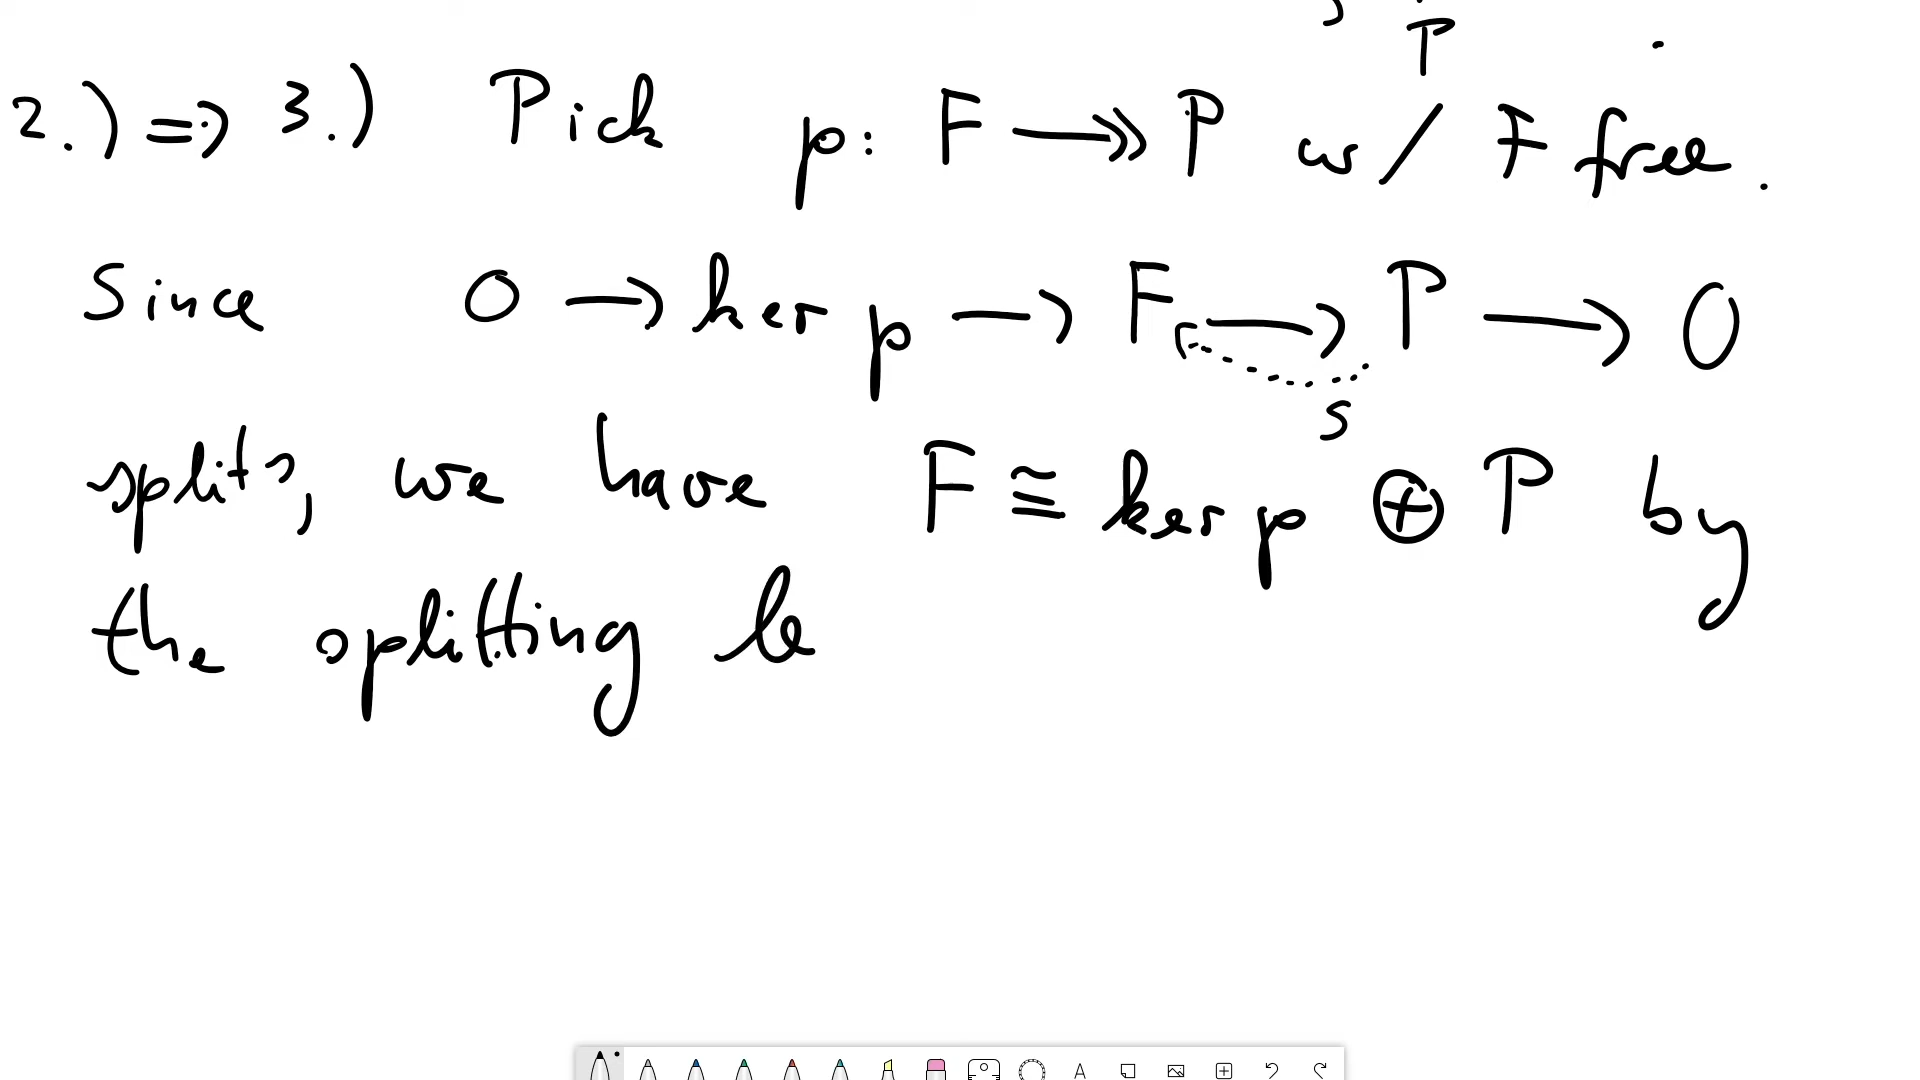 P
2.) => 3.) Pick p: F ↠ P w/ F free.
Since 0 → ker p → F → P → 0
s
splits, we have F ≅ ker p ⊕ P by
the splitting le